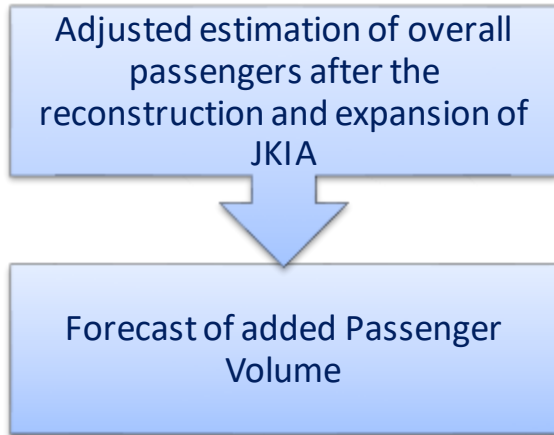 Adjusted estimation of overall
passengers after the
reconstruction and expansion of
JKIA
Forecast of added Passenger
Volume